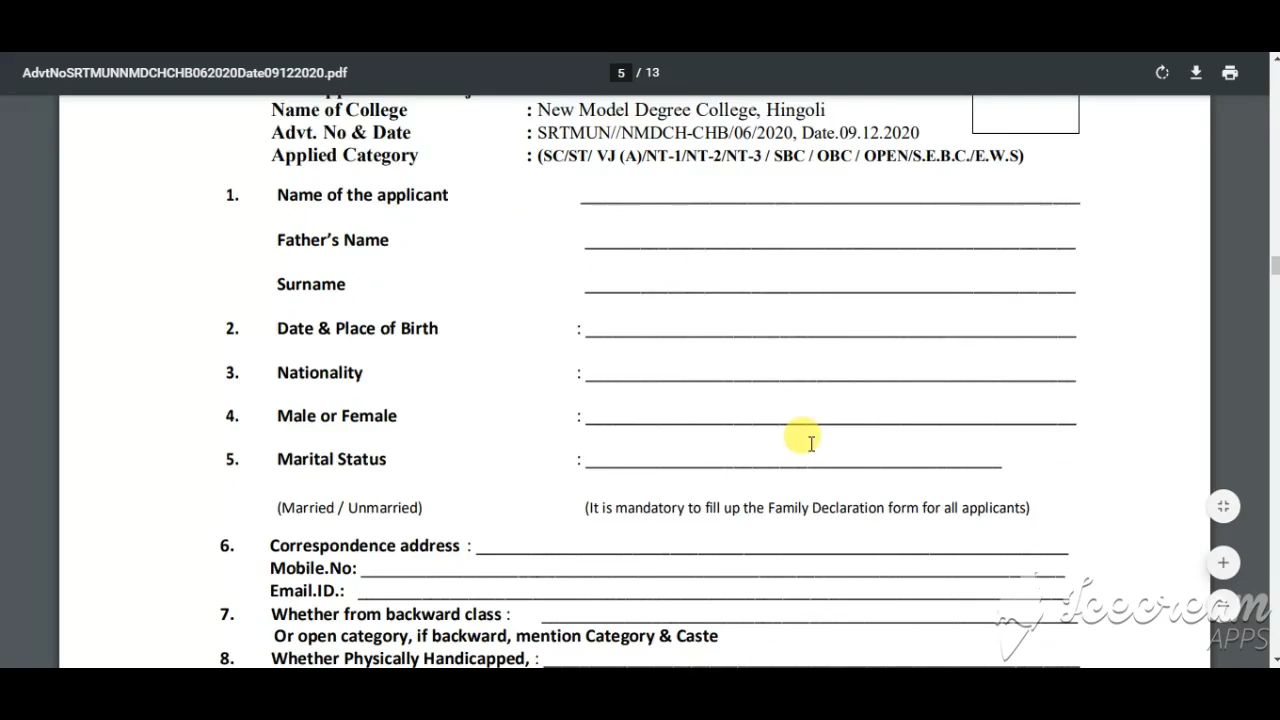 AdvtNoSRTMUNNMDCHCHB062020Date09122020.pdf
5 / 13
Name of College : New Model Degree College, Hingoli
Advt. No & Date : SRTMUN//NMDCH-CHB/06/2020, Date.09.12.2020
Applied Category : (SC/ST/ VJ (A)/NT-1/NT-2/NT-3 / SBC / OBC / OPEN/S.E.B.C./E.W.S)
1. Name of the applicant
Father’s Name
Surname
2. Date & Place of Birth :
3. Nationality :
4. Male or Female :
5. Marital Status :
(Married / Unmarried) (It is mandatory to fill up the Family Declaration form for all applicants)
6. Correspondence address :
Mobile.No:
Email.ID.:
7. Whether from backward class :
Or open category, if backward, mention Category & Caste
8. Whether Physically Handicapped, :
Icecream
APPS